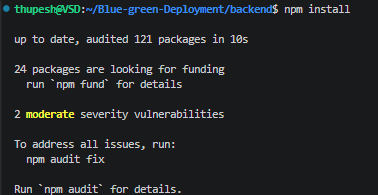 thupesh@VSD:~/Blue-green-Deployment/backend$ npm install
up to date, audited 121 packages in 10s
24 packages are looking for funding
  run `npm fund` for details
2 moderate severity vulnerabilities
To address all issues, run:
  npm audit fix
Run `npm audit` for details.